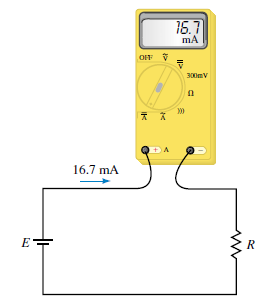 16.7
mA
OFF Ṽ
V
300mV
Ω
)))
A Ã
+ A −
16.7 mA
E
R